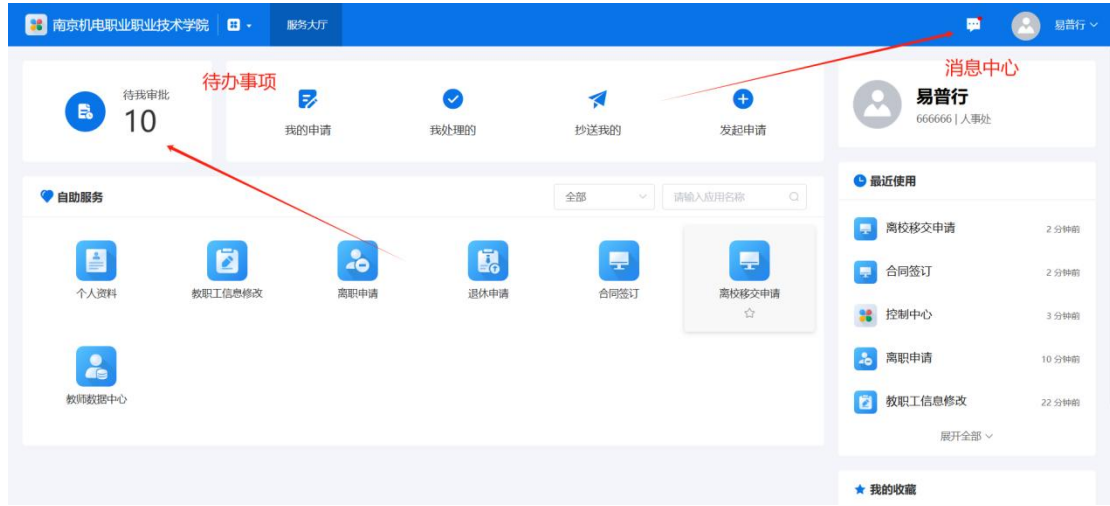 南京机电职业职业技术学院 服务大厅 易普行
待办事项 消息中心
待我审批
10
我的申请 我处理的 抄送我的 发起申请
易普行
666666 | 人事处
自助服务 全部 请输入应用名称
个人资料 教职工信息修改 离职申请 退休申请 合同签订 离校移交申请
教师数据中心
最近使用
离校移交申请 2 分钟前
合同签订 2 分钟前
控制中心 3 分钟前
离职申请 10 分钟前
教职工信息修改 22 分钟前
展开全部
我的收藏